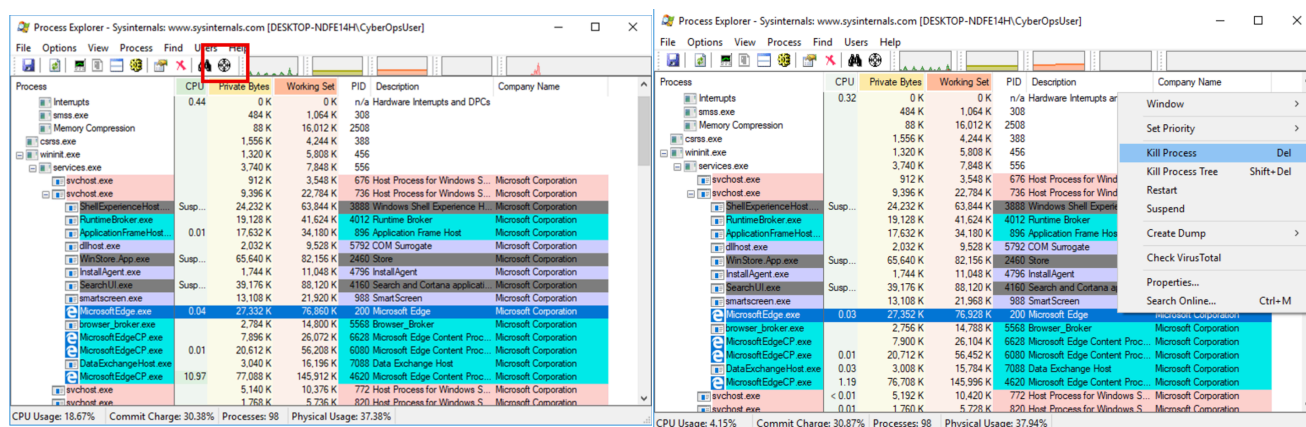 Process Explorer - Sysinternals: www.sysinternals.com [DESKTOP-NDFE14H\CyberOpsUser]
File Options View Process Find Users Help
Process CPU Private Bytes Working Set PID Description Company Name
Interrupts 0.44 0 K 0 K n/a Hardware Interrupts and DPCs
smss.exe 484 K 1,064 K 308
Memory Compression 88 K 16,012 K 2508
csrss.exe 1,556 K 4,244 K 388
wininit.exe 1,320 K 5,808 K 456
services.exe 3,740 K 7,848 K 556
svchost.exe 912 K 3,548 K 676 Host Process for Windows S... Microsoft Corporation
svchost.exe 9,396 K 22,784 K 736 Host Process for Windows S... Microsoft Corporation
ShellExperienceHost.... Susp... 24,232 K 63,844 K 3888 Windows Shell Experience H... Microsoft Corporation
RuntimeBroker.exe 19,128 K 41,624 K 4012 Runtime Broker Microsoft Corporation
ApplicationFrameHost... 0.01 17,632 K 34,180 K 896 Application Frame Host Microsoft Corporation
dllhost.exe 2,032 K 9,528 K 5792 COM Surrogate Microsoft Corporation
WinStore.App.exe Susp... 65,640 K 82,156 K 2460 Store Microsoft Corporation
InstallAgent.exe 1,744 K 11,048 K 4796 InstallAgent Microsoft Corporation
SearchUI.exe Susp... 39,176 K 88,120 K 4160 Search and Cortana applicati... Microsoft Corporation
smartscreen.exe 13,108 K 21,920 K 988 SmartScreen Microsoft Corporation
MicrosoftEdge.exe 0.04 27,332 K 76,860 K 200 Microsoft Edge Microsoft Corporation
browser_broker.exe 2,784 K 14,800 K 5568 Browser_Broker Microsoft Corporation
MicrosoftEdgeCP.exe 7,896 K 26,072 K 6628 Microsoft Edge Content Proc... Microsoft Corporation
MicrosoftEdgeCP.exe 0.01 20,612 K 56,208 K 6080 Microsoft Edge Content Proc... Microsoft Corporation
DataExchangeHost.exe 3,040 K 16,196 K 7088 Data Exchange Host Microsoft Corporation
MicrosoftEdgeCP.exe 10.97 77,088 K 145,912 K 4620 Microsoft Edge Content Proc... Microsoft Corporation
svchost.exe 5,140 K 10,376 K 772 Host Process for Windows S... Microsoft Corporation
svchost.exe 1,768 K 5,736 K 820 Host Process for Windows S... Microsoft Corporation
CPU Usage: 18.67% Commit Charge: 30.38% Processes: 98 Physical Usage: 37.38%
Process Explorer - Sysinternals: www.sysinternals.com [DESKTOP-NDFE14H\CyberOpsUser]
File Options View Process Find Users Help
Process CPU Private Bytes Working Set PID Description Company Name
Interrupts 0.32 0 K 0 K n/a Hardware Interrupts ar
smss.exe 484 K 1,064 K 308
Memory Compression 88 K 16,012 K 2508
csrss.exe 1,556 K 4,244 K 388
wininit.exe 1,320 K 5,808 K 456
services.exe 3,740 K 7,848 K 556
svchost.exe 912 K 3,548 K 676 Host Process for Wind
svchost.exe 9,396 K 22,784 K 736 Host Process for Wind
ShellExperienceHost.... Susp... 24,232 K 63,844 K 3888 Windows Shell Experie
RuntimeBroker.exe 19,128 K 41,624 K 4012 Runtime Broker
ApplicationFrameHost... 17,632 K 34,180 K 896 Application Frame Hos
dllhost.exe 2,032 K 9,528 K 5792 COM Surrogate
WinStore.App.exe Susp... 65,640 K 82,156 K 2460 Store
InstallAgent.exe 1,744 K 11,048 K 4796 InstallAgent
SearchUI.exe Susp... 39,176 K 88,120 K 4160 Search and Cortana ap
smartscreen.exe 13,108 K 21,968 K 988 SmartScreen
MicrosoftEdge.exe 0.03 27,352 K 76,928 K 200 Microsoft Edge Microsoft Corporation
browser_broker.exe 2,756 K 14,788 K 5568 Browser_Broker Microsoft Corporation
MicrosoftEdgeCP.exe 7,900 K 26,104 K 6628 Microsoft Edge Content Proc... Microsoft Corporation
MicrosoftEdgeCP.exe 0.01 20,712 K 56,452 K 6080 Microsoft Edge Content Proc... Microsoft Corporation
DataExchangeHost.exe 0.03 3,008 K 15,784 K 7088 Data Exchange Host Microsoft Corporation
MicrosoftEdgeCP.exe 1.19 76,708 K 145,996 K 4620 Microsoft Edge Content Proc... Microsoft Corporation
svchost.exe < 0.01 5,192 K 10,420 K 772 Host Process for Windows S... Microsoft Corporation
svchost.exe 0.01 1,760 K 5,728 K 820 Host Process for Windows S... Microsoft Corporation
Window
Set Priority
Kill Process Del
Kill Process Tree Shift+Del
Restart
Suspend
Create Dump
Check VirusTotal
Properties...
Search Online... Ctrl+M
CPU Usage: 4.15% Commit Charge: 30.87% Processes: 98 Physical Usage: 37.94%